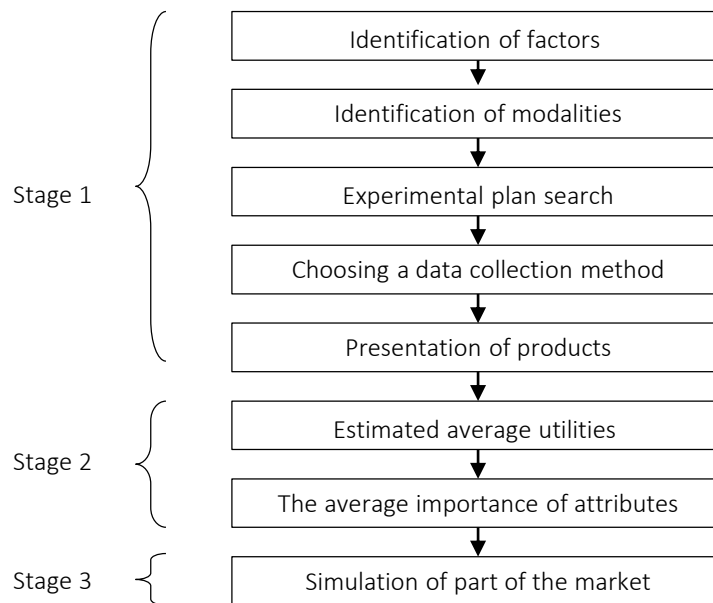 Identification of factors
Identification of modalities
Stage 1
Experimental plan search
Choosing a data collection method
Presentation of products
Estimated average utilities
Stage 2
The average importance of attributes
Stage 3
Simulation of part of the market